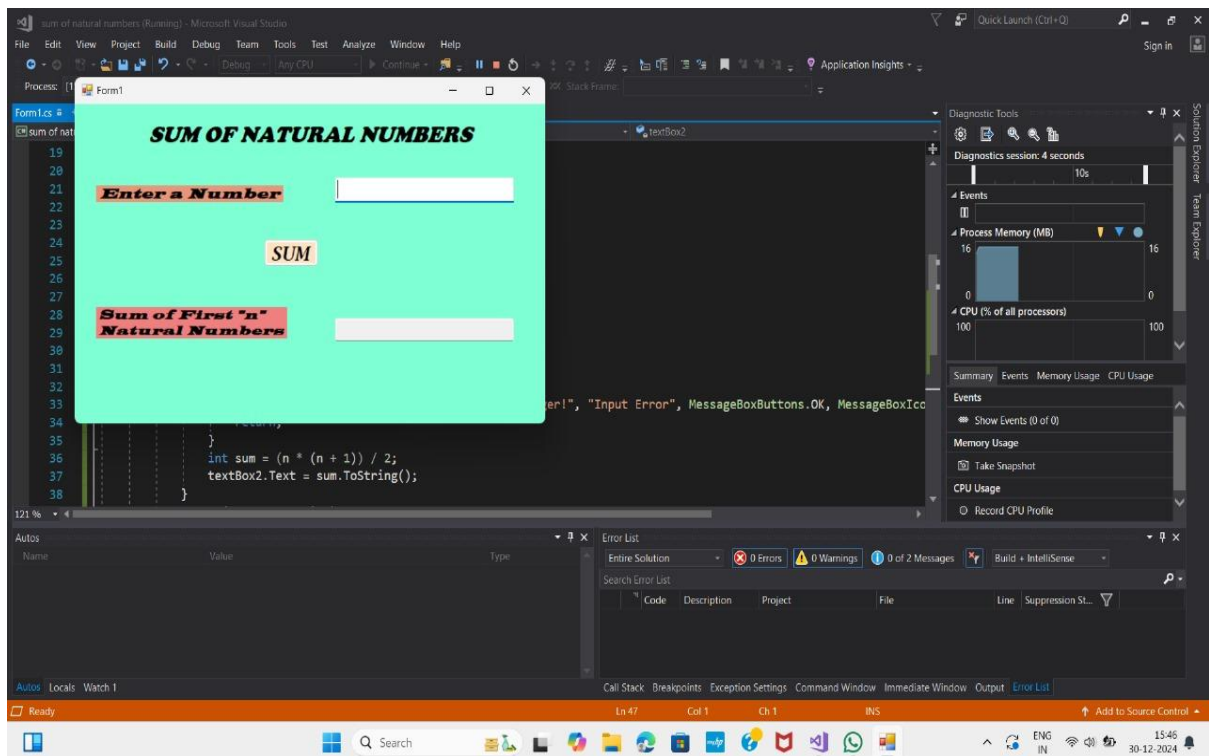 sum of natural numbers (Running) - Microsoft Visual Studio
Quick Launch (Ctrl+Q)
File Edit View Project Build Debug Team Tools Test Analyze Window Help
Sign in
Debug Any CPU Continue Application Insights
Process: [1 Stack Frame:
Form1
Form1.cs
sum of nat
textBox2
SUM OF NATURAL NUMBERS
Enter a Number
SUM
Sum of First "n"
Natural Numbers
19
20
21
22
23
24
25
26
27
28
29
30
31
32
33 ger!", "Input Error", MessageBoxButtons.OK, MessageBoxIco
34 return;
35 }
36 int sum = (n * (n + 1)) / 2;
37 textBox2.Text = sum.ToString();
38 }
121 %
Diagnostic Tools
Diagnostics session: 4 seconds
10s
Events
Process Memory (MB)
16 16
0 0
CPU (% of all processors)
100 100
Summary Events Memory Usage CPU Usage
Events
Show Events (0 of 0)
Memory Usage
Take Snapshot
CPU Usage
Record CPU Profile
Solution Explorer
Team Explorer
Autos
Name Value Type
Autos Locals Watch 1
Error List
Entire Solution 0 Errors 0 Warnings 0 of 2 Messages Build + IntelliSense
Search Error List
Code Description Project File Line Suppression St...
Call Stack Breakpoints Exception Settings Command Window Immediate Window Output Error List
Ready Ln 47 Col 1 Ch 1 INS Add to Source Control
Search
ENG
IN
15:46
30-12-2024